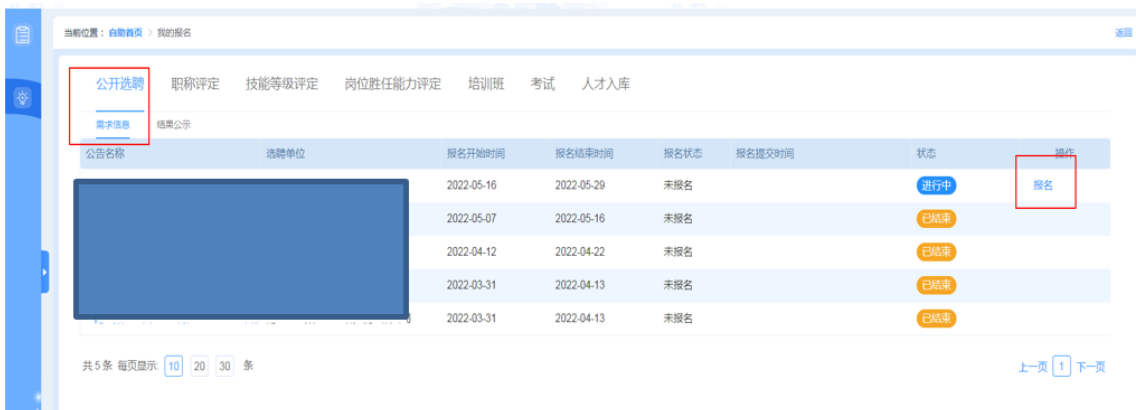 当前位置：自助首页 > 我的报名 返回
公开选聘 职称评定 技能等级评定 岗位胜任能力评定 培训班 考试 人才入库
需求信息 结果公示
公告名称 选聘单位 报名开始时间 报名结束时间 报名状态 报名提交时间 状态 操作
2022-05-16 2022-05-29 未报名 进行中 报名
2022-05-07 2022-05-16 未报名 已结束
2022-04-12 2022-04-22 未报名 已结束
2022-03-31 2022-04-13 未报名 已结束
2022-03-31 2022-04-13 未报名 已结束
共5条 每页显示: 10 20 30 条 上一页 1 下一页